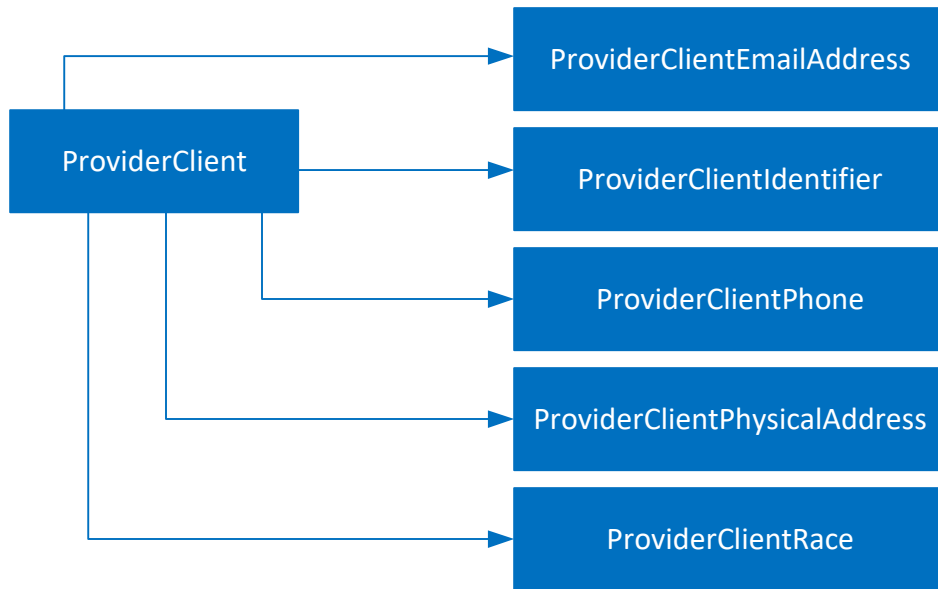 ProviderClientEmailAddress
ProviderClient
ProviderClientIdentifier
ProviderClientPhone
ProviderClientPhysicalAddress
ProviderClientRace